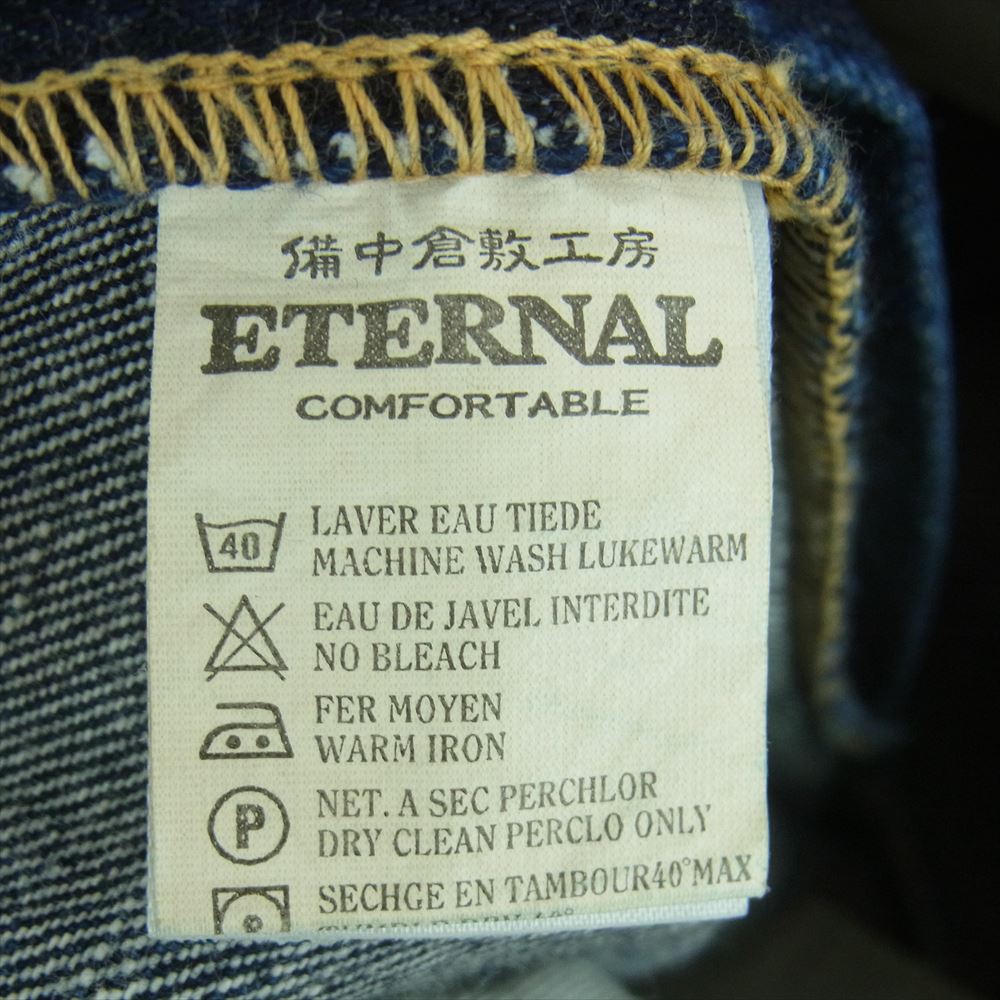 備中倉敷工房
ETERNAL
COMFORTABLE
40
LAVER EAU TIEDE
MACHINE WASH LUKEWARM
EAU DE JAVEL INTERDITE
NO BLEACH
FER MOYEN
WARM IRON
P
NET. A SEC PERCHLOR
DRY CLEAN PERCLO ONLY
SECHGE EN TAMBOUR40°MAX